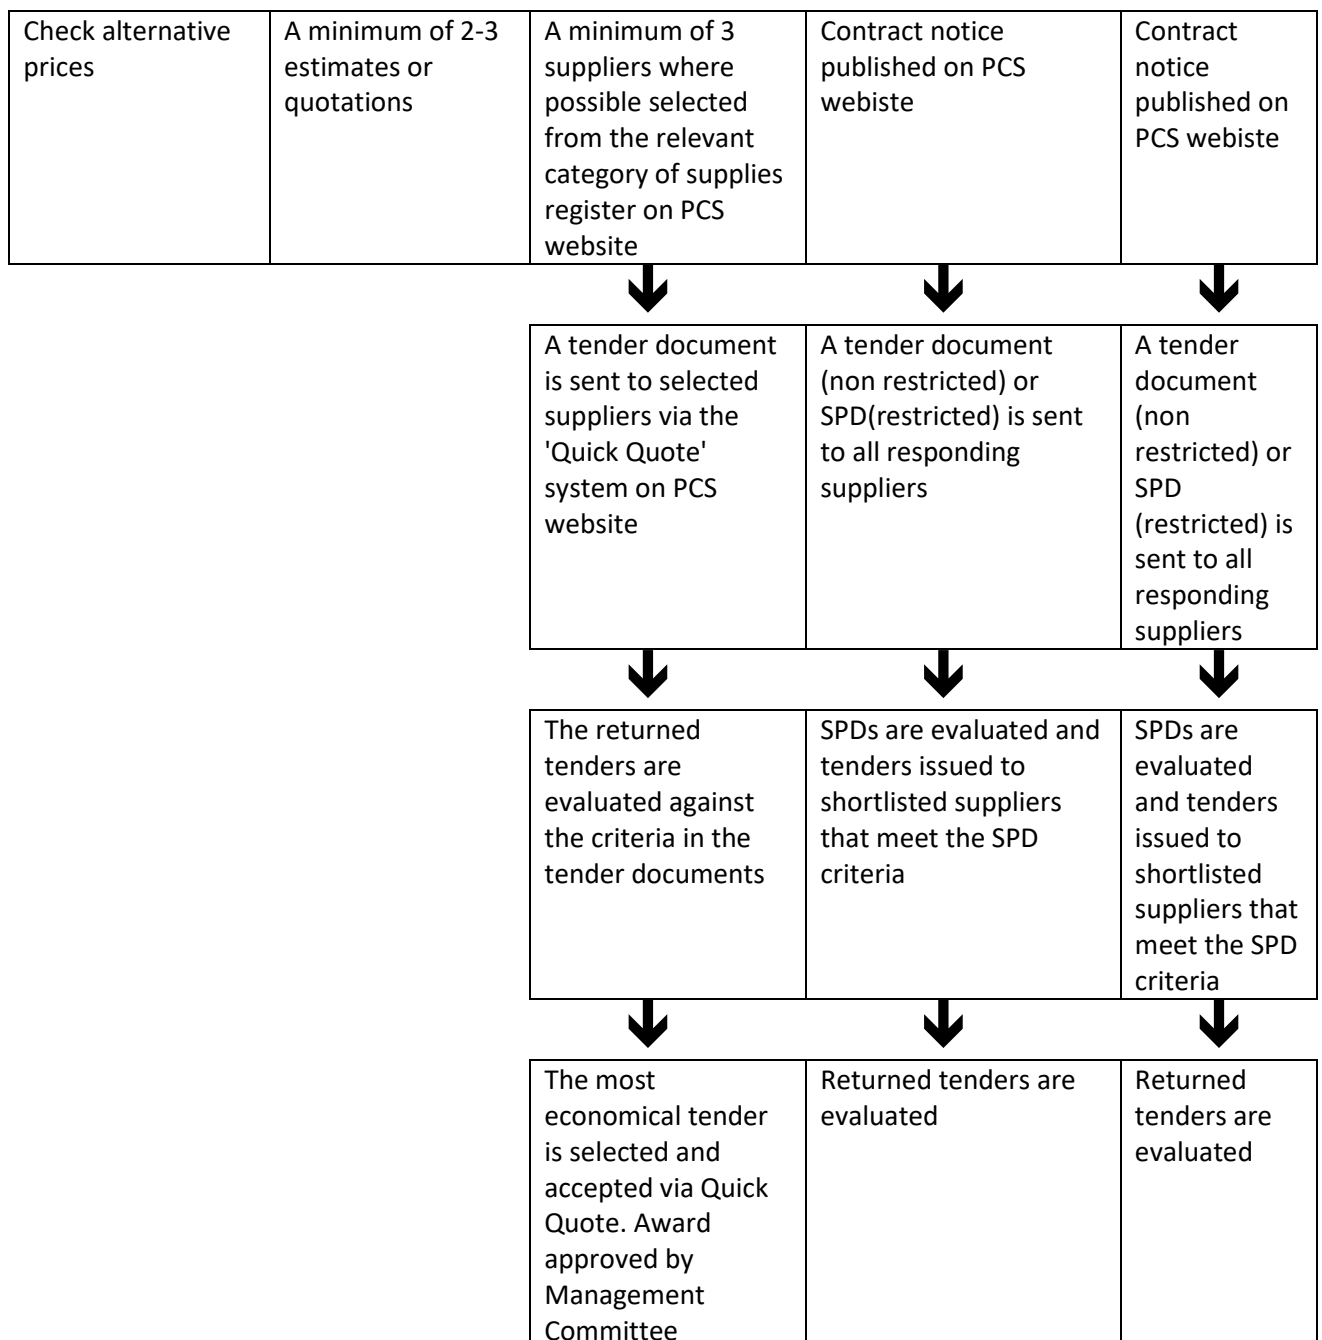 Check alternative
prices
A minimum of 2-3
estimates or
quotations
A minimum of 3
suppliers where
possible selected
from the relevant
category of supplies
register on PCS
website
Contract notice
published on PCS
webiste
Contract
notice
published on
PCS webiste
A tender document
is sent to selected
suppliers via the
'Quick Quote'
system on PCS
website
A tender document
(non restricted) or
SPD(restricted) is sent
to all responding
suppliers
A tender
document
(non
restricted) or
SPD
(restricted) is
sent to all
responding
suppliers
The returned
tenders are
evaluated against
the criteria in the
tender documents
SPDs are evaluated and
tenders issued to
shortlisted suppliers
that meet the SPD
criteria
SPDs are
evaluated
and tenders
issued to
shortlisted
suppliers that
meet the SPD
criteria
The most
economical tender
is selected and
accepted via Quick
Quote. Award
approved by
Management
Committee
Returned tenders are
evaluated
Returned
tenders are
evaluated